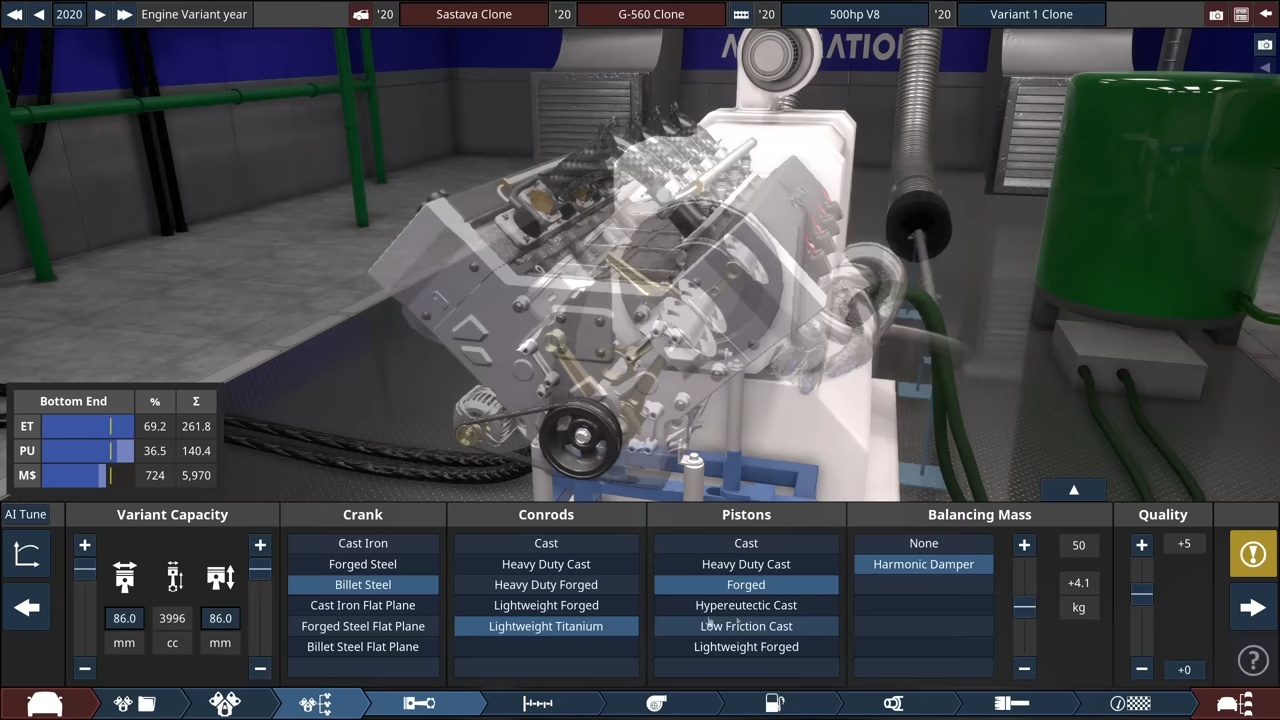 2020 Engine Variant year '20 Sastava Clone '20 G-560 Clone '20 500hp V8 '20 Variant 1 Clone
Bottom End % Σ
ET 69.2 261.8
PU 36.5 140.4
M$ 724 5,970
AI Tune
Variant Capacity
+ +
86.0 3996 86.0
mm cc mm
- -
Crank
Cast Iron
Forged Steel
Billet Steel
Cast Iron Flat Plane
Forged Steel Flat Plane
Billet Steel Flat Plane
Conrods
Cast
Heavy Duty Cast
Heavy Duty Forged
Lightweight Forged
Lightweight Titanium
Pistons
Cast
Heavy Duty Cast
Forged
Hypereutectic Cast
Low Friction Cast
Lightweight Forged
Balancing Mass
None
Harmonic Damper
+ 50
+4.1
kg
-
Quality
+ +5
- +0
?